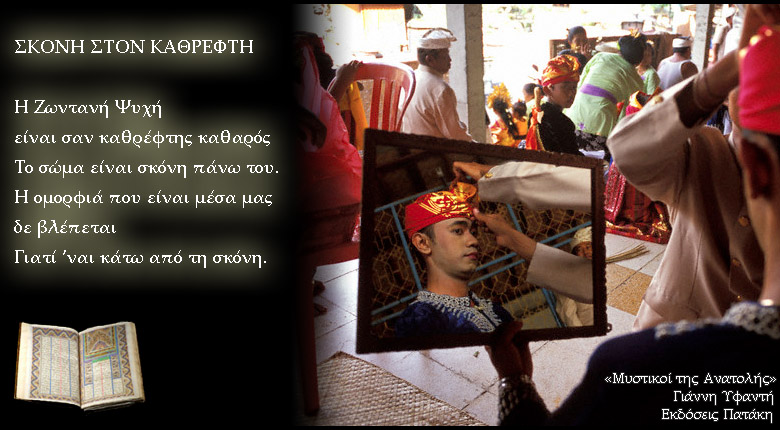 ΣΚΟΝΗ ΣΤΟΝ ΚΑΘΡΕΦΤΗ
Η Ζωντανή Ψυχή
είναι σαν καθρέφτης καθαρός
Το σώμα είναι σκόνη πάνω του.
Η ομορφιά που είναι μέσα μας
δε βλέπεται
Γιατί ’ναι κάτω από τη σκόνη.
«Μυστικοί της Ανατολής»
Γιάννη Υφαντή
Εκδόσεις Πατάκη